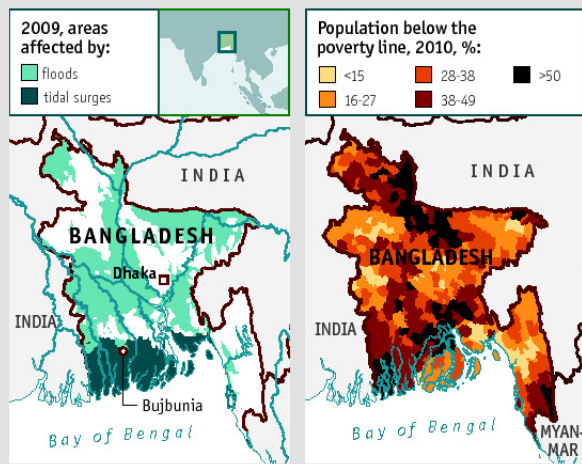 2009, areas
affected by:
floods
tidal surges
INDIA
BANGLADESH
Dhaka
INDIA
Bujbunia
Bay of Bengal
Population below the
poverty line, 2010, %:
<15
28-38
>50
16-27
38-49
INDIA
BANGLADESH
INDIA
Bay of Bengal
MYAN-
MAR